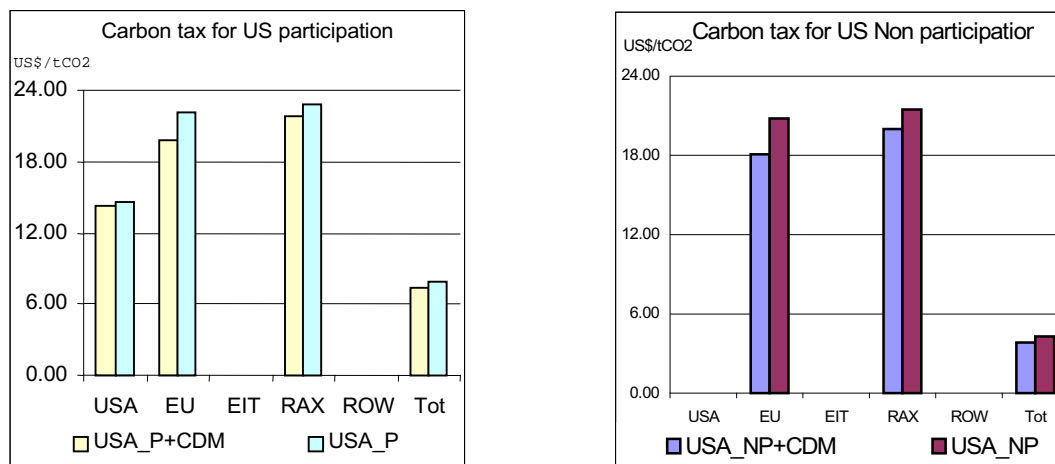 Carbon tax for US participation
US$/tCO2
24.00
18.00
12.00
6.00
0.00
USA EU EIT RAX ROW Tot
USA_P+CDM USA_P
Carbon tax for US Non participatior
US$/tCO2
24.00
18.00
12.00
6.00
0.00
USA EU EIT RAX ROW Tot
USA_NP+CDM USA_NP